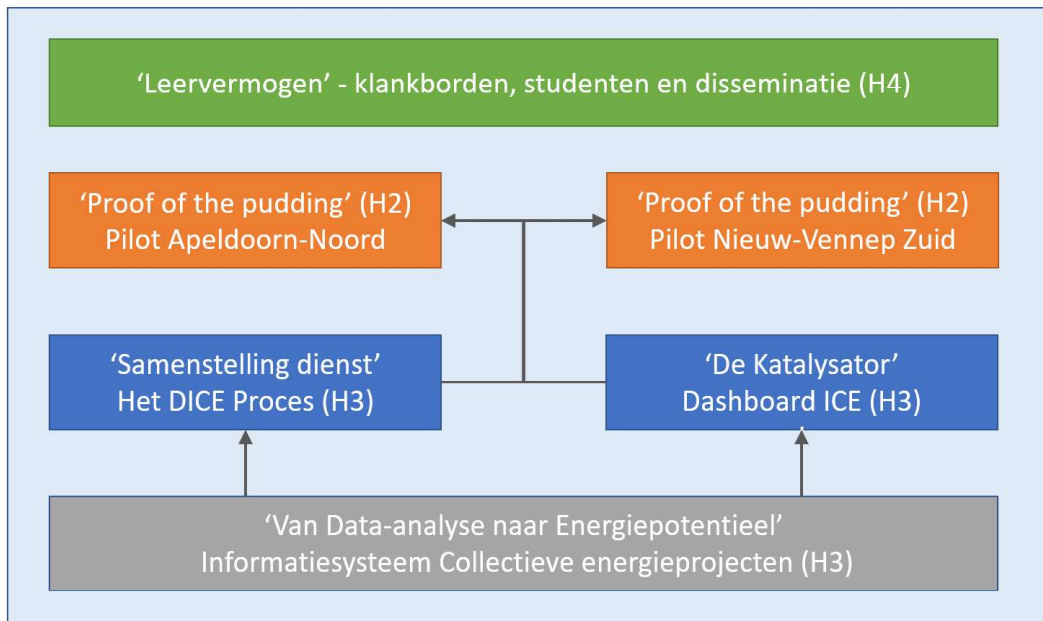 ‘Leervermogen’ - klankborden, studenten en disseminatie (H4)
‘Proof of the pudding’ (H2)
Pilot Apeldoorn-Noord
‘Proof of the pudding’ (H2)
Pilot Nieuw-Vennep Zuid
‘Samenstelling dienst’
Het DICE Proces (H3)
‘De Katalysator’
Dashboard ICE (H3)
‘Van Data-analyse naar Energiepotentieel’
Informatiesysteem Collectieve energieprojecten (H3)